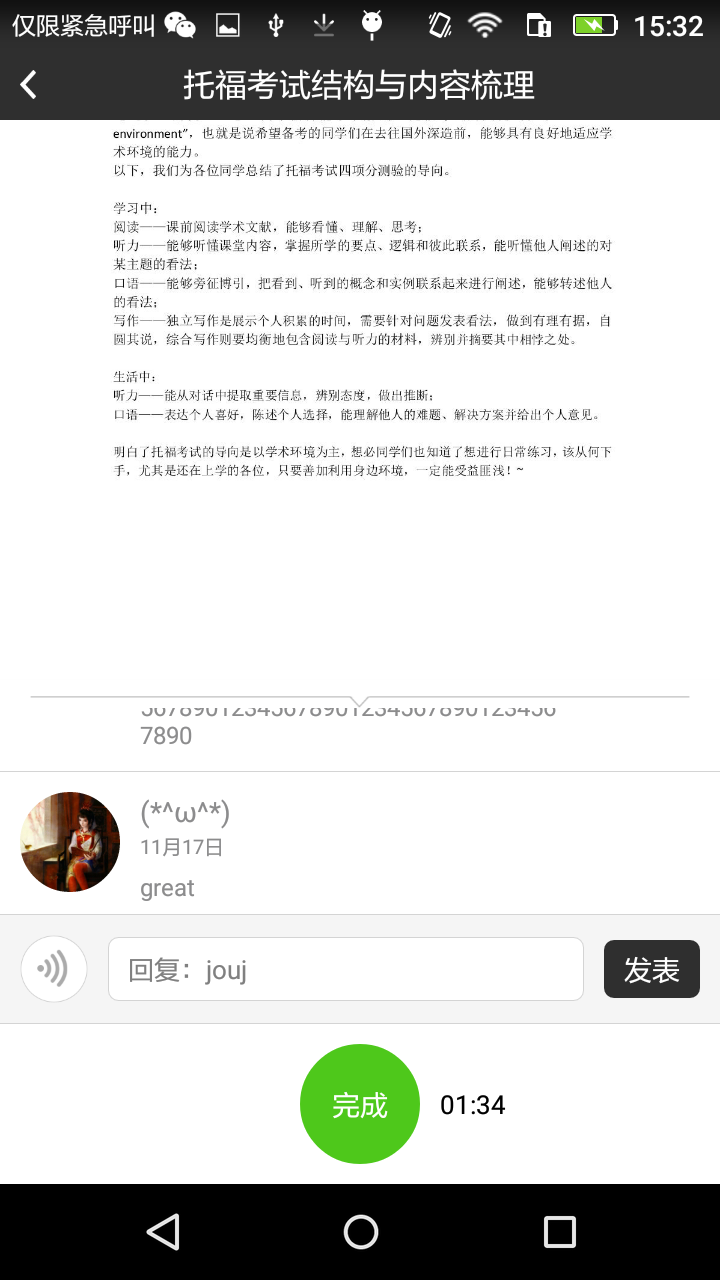 仅限紧急呼叫 15:32
托福考试结构与内容梳理
environment”，也就是说希望备考的同学们在去往国外深造前，能够具有良好地适应学
术环境的能力。
以下，我们为各位同学总结了托福考试四项分测验的导向。
学习中：
阅读——课前阅读学术文献，能够看懂、理解、思考；
听力——能够听懂课堂内容，掌握所学的要点、逻辑和彼此联系，能听懂他人阐述的对
某主题的看法；
口语——能够旁征博引，把看到、听到的概念和实例联系起来进行阐述，能够转述他人
的看法；
写作——独立写作是展示个人积累的时间，需要针对问题发表看法，做到有理有据，自
圆其说，综合写作则要均衡地包含阅读与听力的材料，辨别并摘要其中相悖之处。
生活中：
听力——能从对话中提取重要信息，辨别态度，做出推断；
口语——表达个人喜好，陈述个人选择，能理解他人的难题、解决方案并给出个人意见。
明白了托福考试的导向是以学术环境为主，想必同学们也知道了想进行日常练习，该从何下
手，尤其是还在上学的各位，只要善加利用身边环境，一定能受益匪浅！~
56789012345678901234567890123456
7890
(*^ω^*)
11月17日
great
回复：jouj
发表
完成 01:34